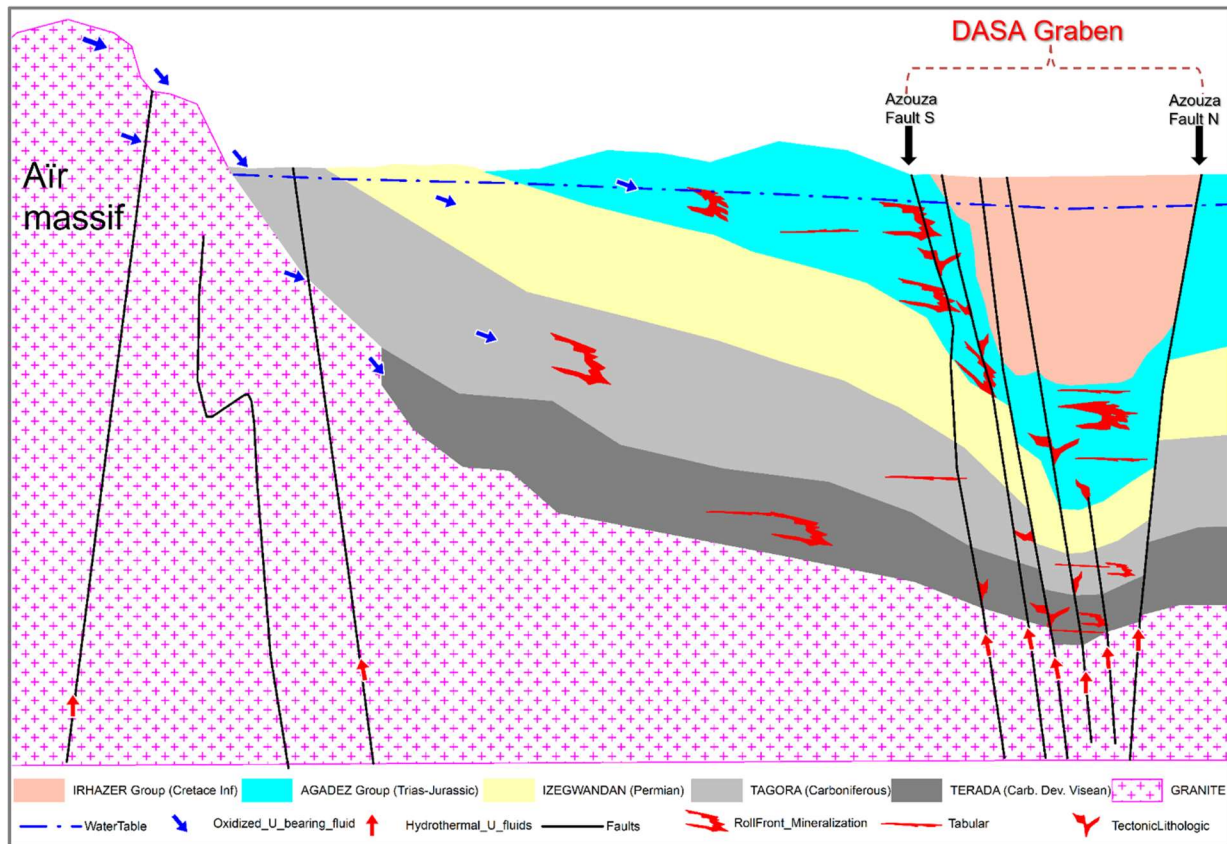 DASA Graben
Azouza
Fault S
Azouza
Fault N
Aïr
massif
IRHAZER Group (Cretace Inf)
AGADEZ Group (Trias-Jurassic)
IZEGWANDAN (Permian)
TAGORA (Carboniferous)
TERADA (Carb. Dev. Visean)
GRANITE
WaterTable
Oxidized_U_bearing_fluid
Hydrothermal_U_fluids
Faults
RollFront_Mineralization
Tabular
TectonicLithologic